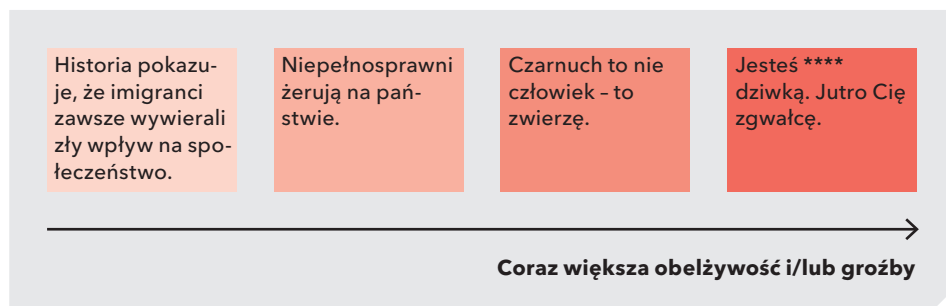 Historia pokazu-
je, że imigranci
zawsze wywierali
zły wpływ na spo-
łeczeństwo.
Niepełnosprawni
żerują na pań-
stwie.
Czarnuch to nie
człowiek – to
zwierzę.
Jesteś ****
dziwką. Jutro Cię
zgwałcę.
Coraz większa obelżywość i/lub groźby